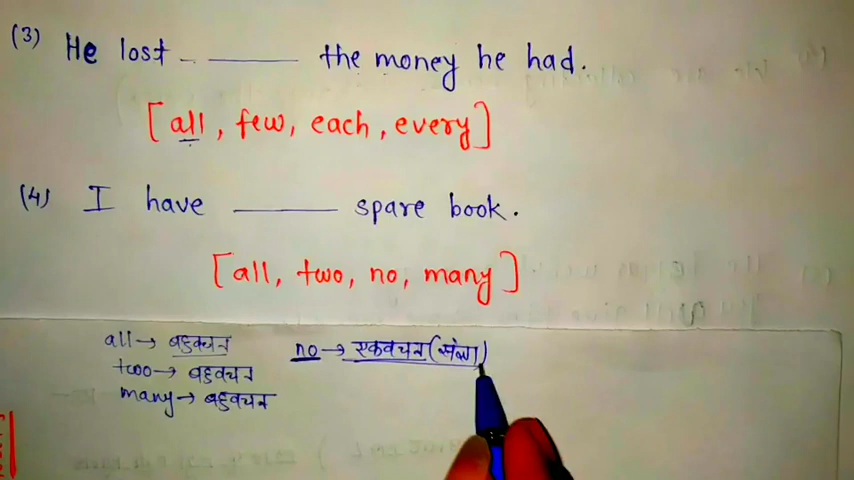 (3) He lost ______ the money he had.
[all, few, each, every]
(4) I have ______ spare book.
[all, two, no, many]
all→ बहुवचन no→ एकवचन(संज्ञा)
two→ बहुवचन
many→ बहुवचन